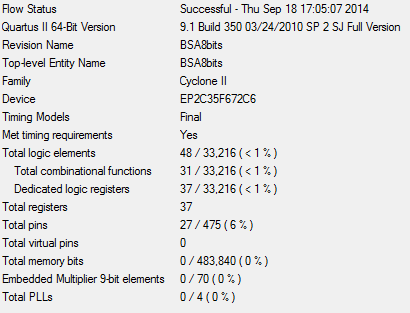 Flow Status Successful - Thu Sep 18 17:05:07 2014
Quartus II 64-Bit Version 9.1 Build 350 03/24/2010 SP 2 SJ Full Version
Revision Name BSA8bits
Top-level Entity Name BSA8bits
Family Cyclone II
Device EP2C35F672C6
Timing Models Final
Met timing requirements Yes
Total logic elements 48 / 33,216 ( < 1 % )
Total combinational functions 31 / 33,216 ( < 1 % )
Dedicated logic registers 37 / 33,216 ( < 1 % )
Total registers 37
Total pins 27 / 475 ( 6 % )
Total virtual pins 0
Total memory bits 0 / 483,840 ( 0 % )
Embedded Multiplier 9-bit elements 0 / 70 ( 0 % )
Total PLLs 0 / 4 ( 0 % )